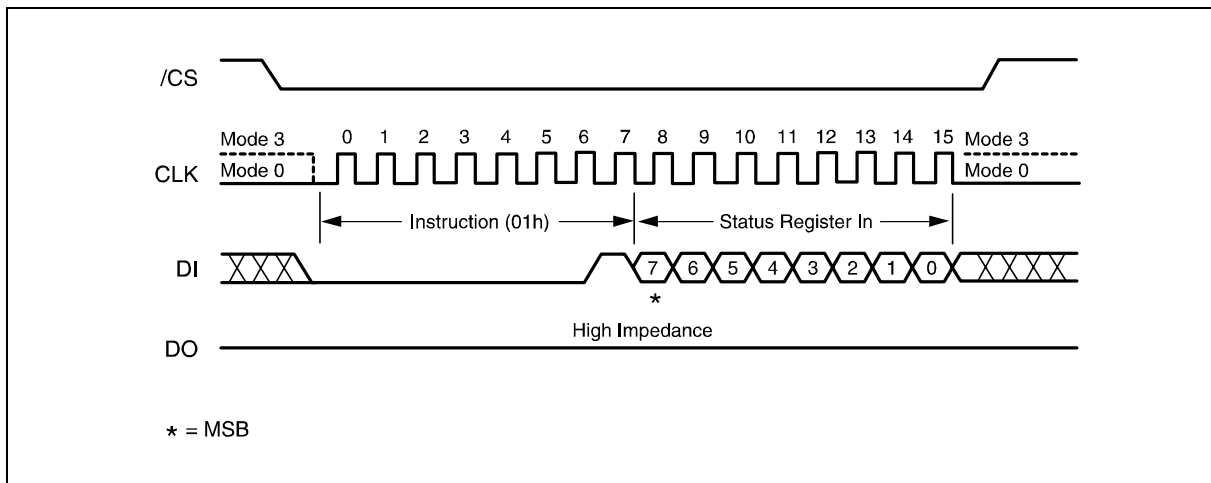 /CS
0 1 2 3 4 5 6 7 8 9 10 11 12 13 14 15
Mode 3 Mode 3
CLK Mode 0 Mode 0
Instruction (01h) Status Register In
DI 7 6 5 4 3 2 1 0
*
High Impedance
DO
* = MSB